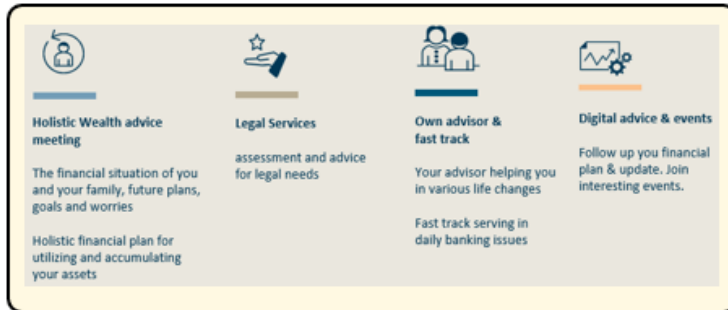 Holistic Wealth advice
meeting
The financial situation of you
and your family, future plans,
goals and worries
Holistic financial plan for
utilizing and accumulating
your assets
Legal Services
assessment and advice
for legal needs
Own advisor &
fast track
Your advisor helping you
in various life changes
Fast track serving in
daily banking issues
Digital advice & events
Follow up you financial
plan & update. Join
interesting events.